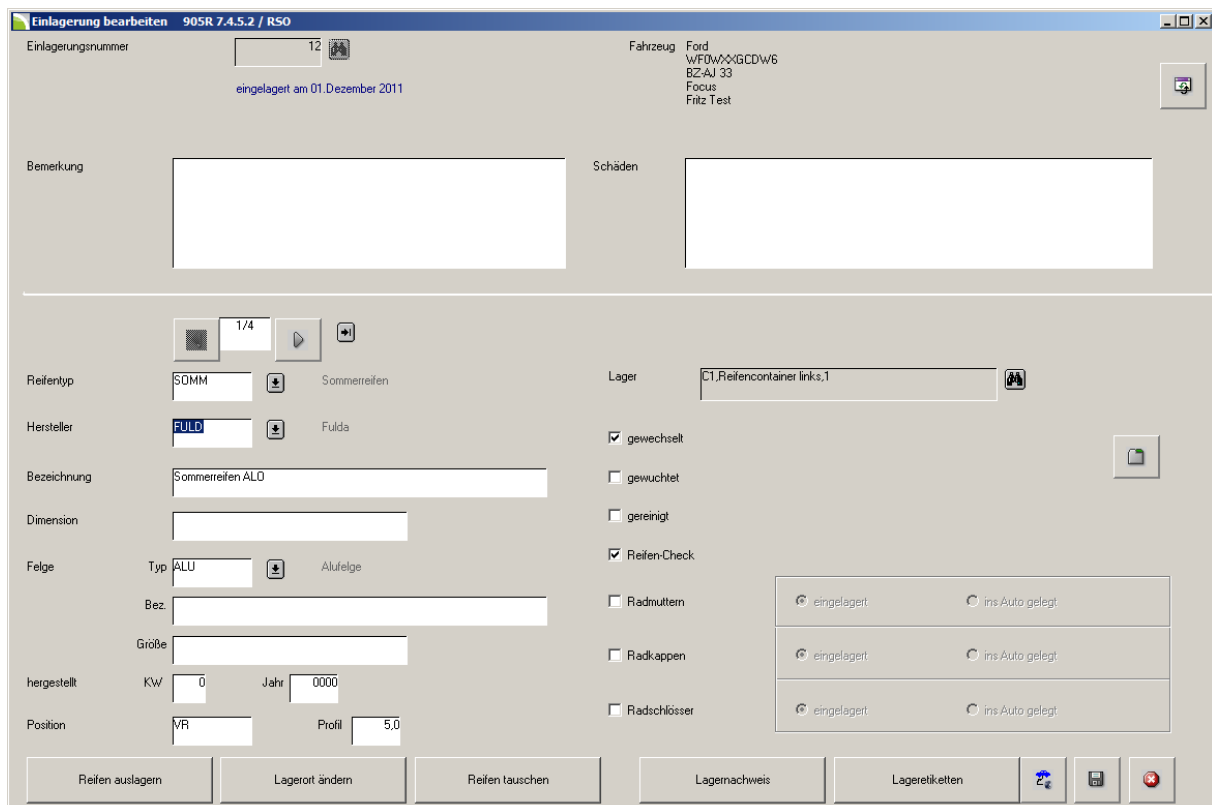 Einlagerung bearbeiten 905R 7.4.5.2 / RSO
Einlagerungsnummer 12
eingelagert am 01.Dezember 2011
Fahrzeug Ford
WF0WXXGCDW6
BZ-AJ 33
Focus
Fritz Test
Bemerkung
Schäden
1/4
Reifentyp SOMM Sommerreifen
Lager C1,Reifencontainer links,1
Hersteller FULD Fulda
gewechselt
Bezeichnung Sommerreifen ALO
gewuchtet
Dimension
gereinigt
Reifen-Check
Felge Typ ALU Alufelge
Bez.
Radmuttern eingelagert ins Auto gelegt
Größe
Radkappen eingelagert ins Auto gelegt
hergestellt KW 0 Jahr 0000
Radschlösser eingelagert ins Auto gelegt
Position VR Profil 5,0
Reifen auslagern Lagerort ändern Reifen tauschen Lagernachweis Lageretiketten